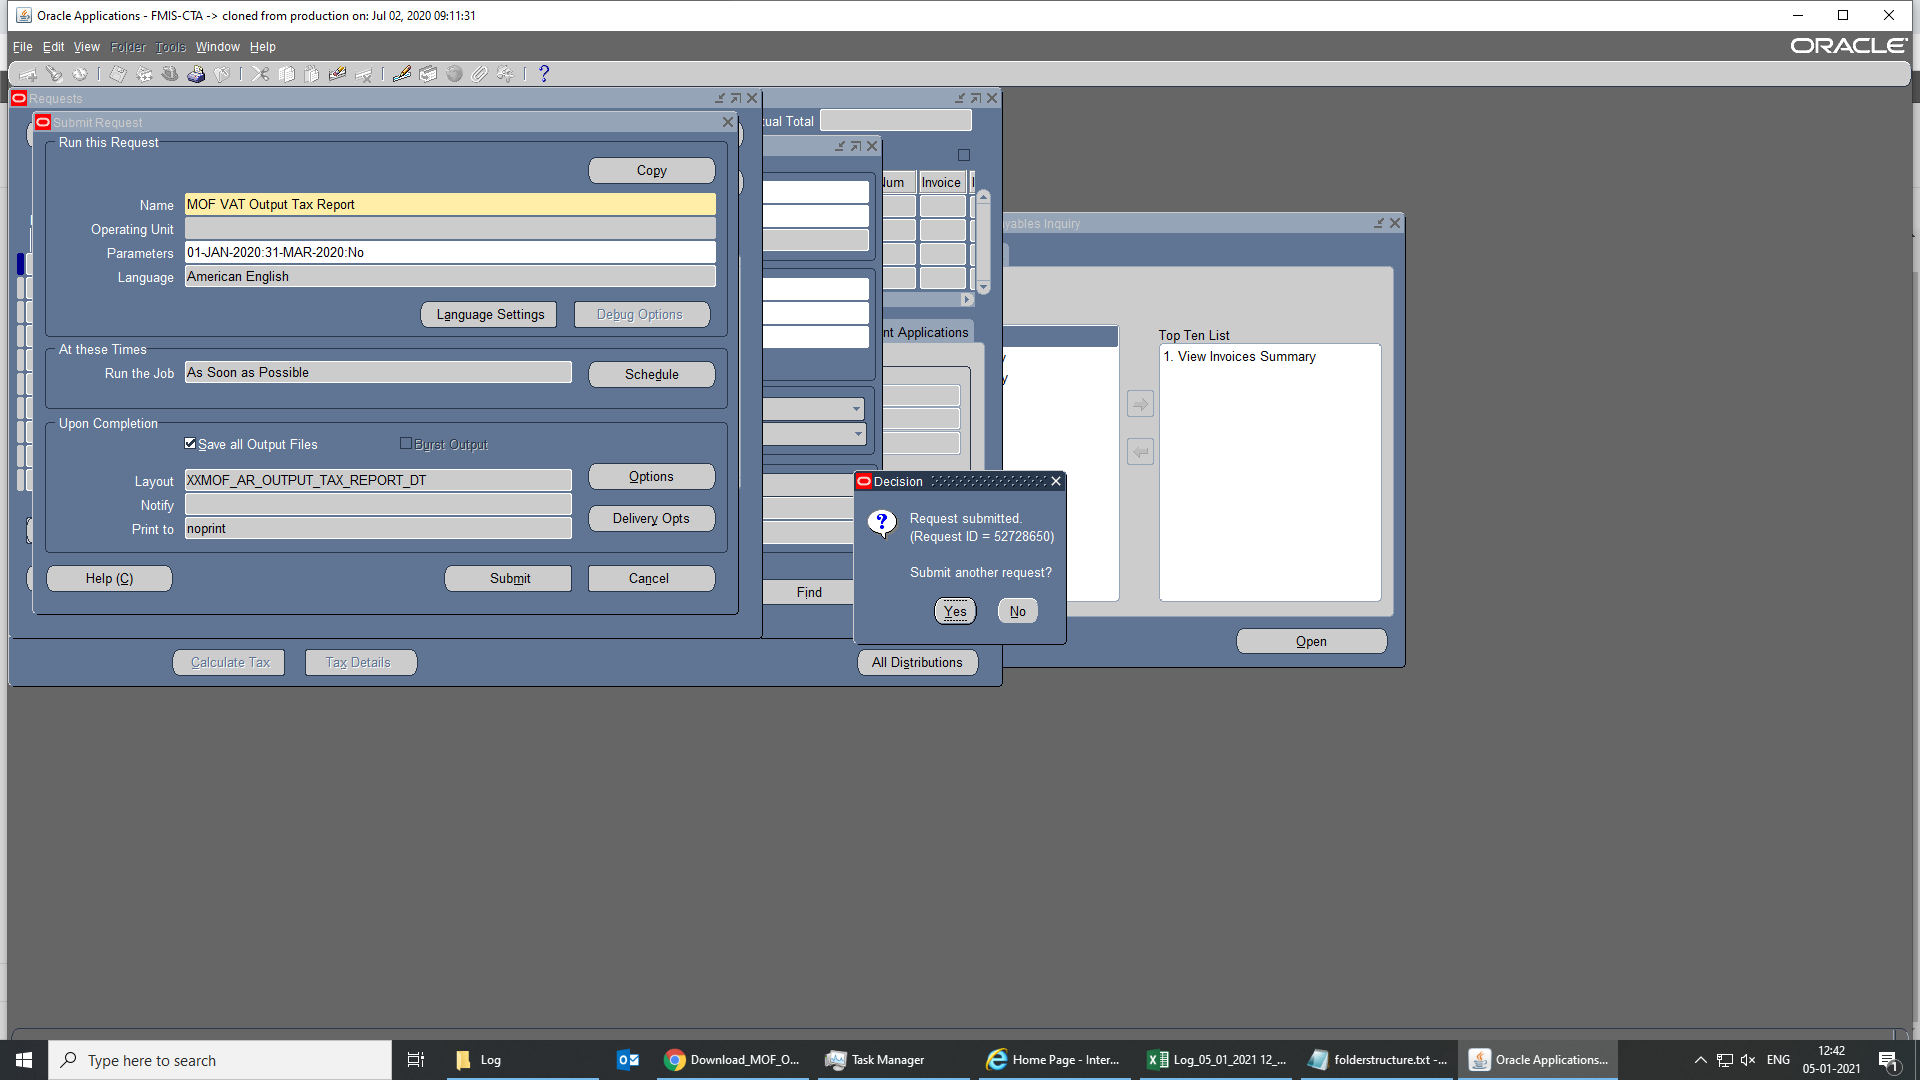 Oracle Applications - FMIS-CTA -> cloned from production on: Jul 02, 2020 09:11:31
File Edit View Folder Tools Window Help
ORACLE
Requests
Submit Request
Run this Request
Copy
Name MOF VAT Output Tax Report
Operating Unit
Parameters 01-JAN-2020:31-MAR-2020:No
Language American English
Language Settings
Debug Options
At these Times
Run the Job As Soon as Possible
Schedule
Upon Completion
Save all Output Files
Burst Output
Layout XXMOF_AR_OUTPUT_TAX_REPORT_DT
Options
Notify
Delivery Opts
Print to noprint
Help (C)
Submit
Cancel
Find
Calculate Tax
Tax Details
All Distributions
tual Total
Num
Invoice
nt Applications
ayables Inquiry
Top Ten List
1. View Invoices Summary
Open
Decision
Request submitted.
(Request ID = 52728650)
Submit another request?
Yes
No
Type here to search
Log
Download_MOF_O...
Task Manager
Home Page - Inter...
Log_05_01_2021 12_...
folderstructure.txt -...
Oracle Applications...
ENG
12:42
05-01-2021
1